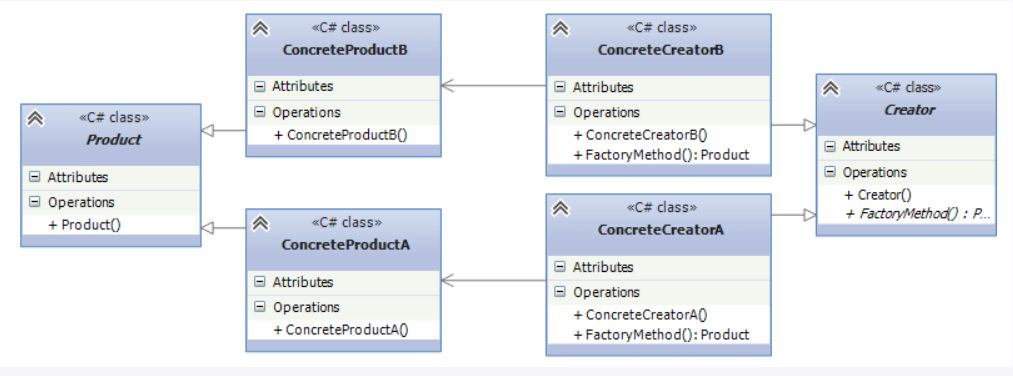 «C# class»
Product
Attributes
Operations
+ Product()
«C# class»
ConcreteProductB
Attributes
Operations
+ ConcreteProductB()
«C# class»
ConcreteProductA
Attributes
Operations
+ ConcreteProductA()
«C# class»
ConcreteCreatorB
Attributes
Operations
+ ConcreteCreatorB()
+ FactoryMethod(): Product
«C# class»
ConcreteCreatorA
Attributes
Operations
+ ConcreteCreatorA()
+ FactoryMethod(): Product
«C# class»
Creator
Attributes
Operations
+ Creator()
+ FactoryMethod() : P...